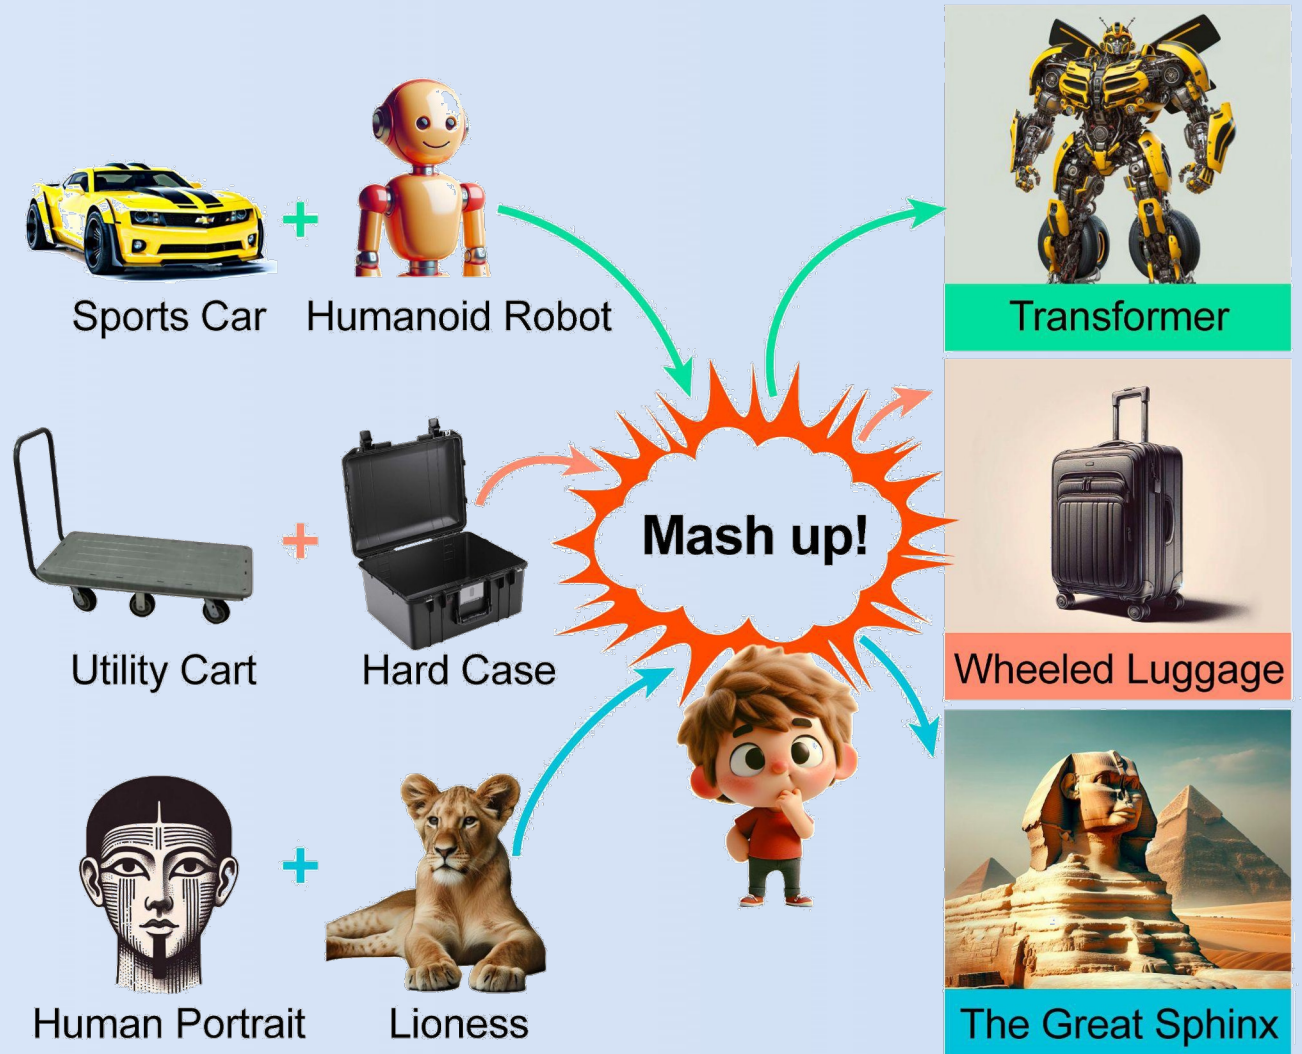 Sports Car
+
Humanoid Robot
Transformer
Utility Cart
+
Hard Case
Mash up!
Wheeled Luggage
Human Portrait
+
Lioness
The Great Sphinx